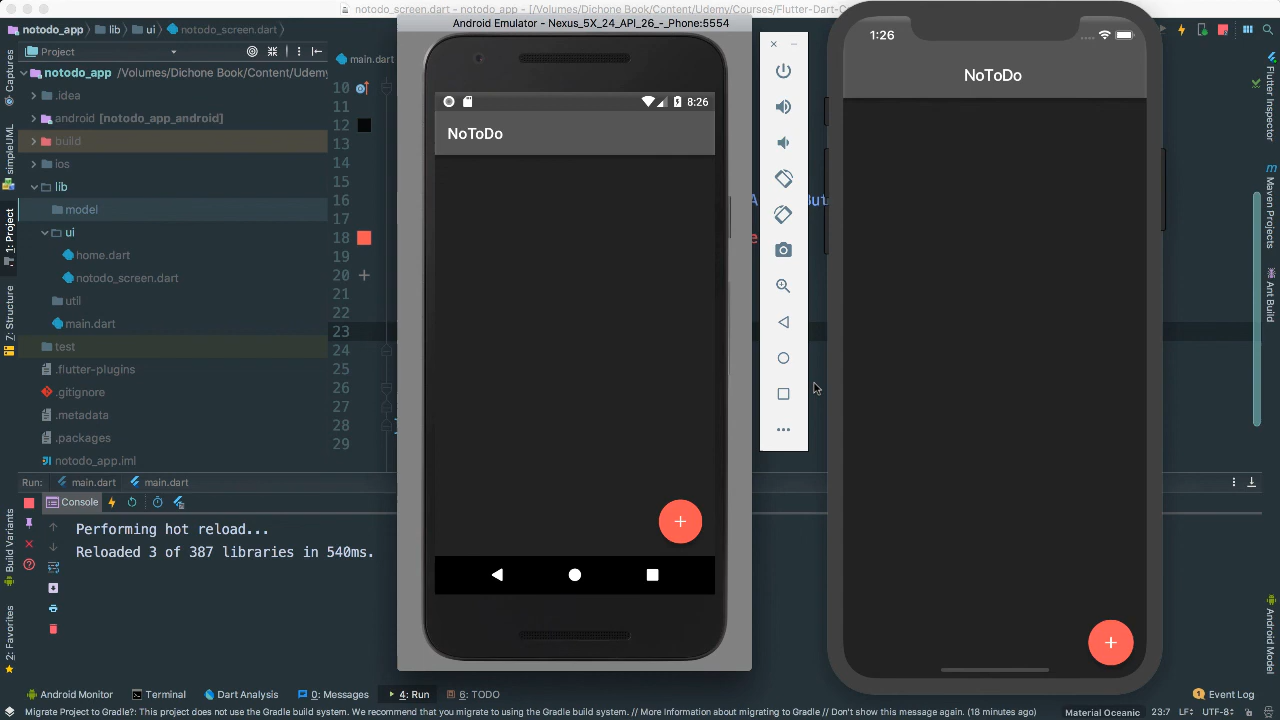 notodo_screen.dart - notodo_app - [/Volumes/Dichone Book/Content/Udemy/Courses/Flutter-Dart-C
Android Emulator - Nexus_5X_24_API_26_-_Phone:5554
notodo_app
lib
ui
notodo_screen.dart
Project
main.dart
notodo_app /Volumes/Dichone Book/Content/Udemy
.idea
android [notodo_app_android]
build
ios
lib
model
ui
home.dart
notodo_screen.dart
util
main.dart
test
.flutter-plugins
.gitignore
.metadata
.packages
notodo_app.iml
10
11
12
13
14
15
16
17
18
19
20
21
22
23
24
25
26
27
28
29
8:26
NoToDo
1:26
NoToDo
Captures
simpleUML
1: Project
7: Structure
Build Variants
2: Favorites
Flutter Inspector
m Maven Projects
Ant Build
Android Model
Run: main.dart main.dart
Console
Performing hot reload...
Reloaded 3 of 387 libraries in 540ms.
Android Monitor Terminal Dart Analysis 0: Messages 4: Run 6: TODO 1 Event Log
Migrate Project to Gradle?: This project does not use the Gradle build system. We recommend that you migrate to using the Gradle build system. // More Information about migrating to Gradle // Don't show this message again. (18 minutes ago) Material Oceanic 23:7 LF÷ UTF-8÷